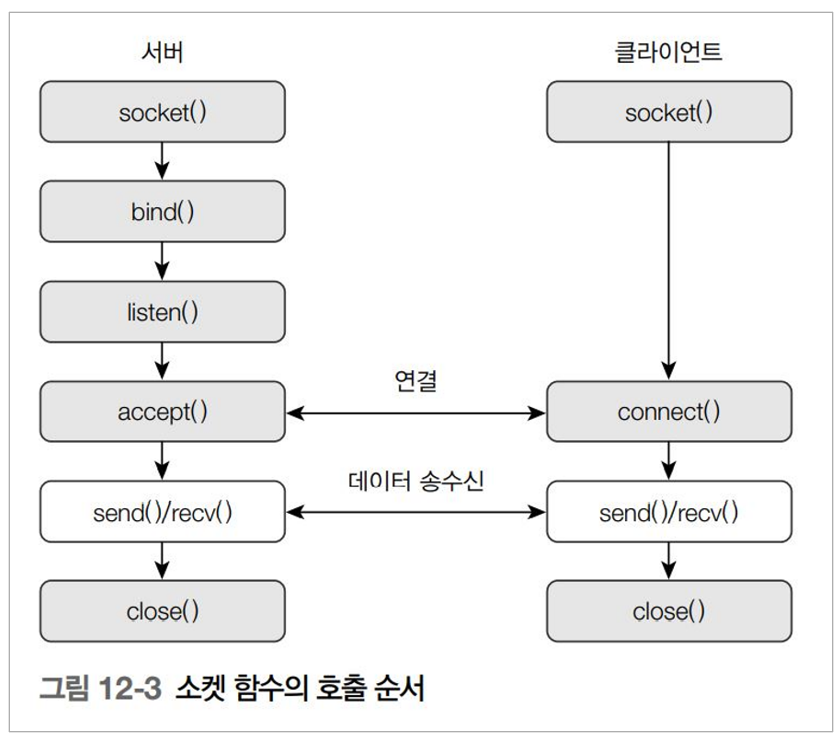 서버
클라이언트
socket()
socket()
bind()
listen()
연결
accept()
connect()
데이터 송수신
send()/recv()
send()/recv()
close()
close()
그림 12-3 소켓 함수의 호출 순서